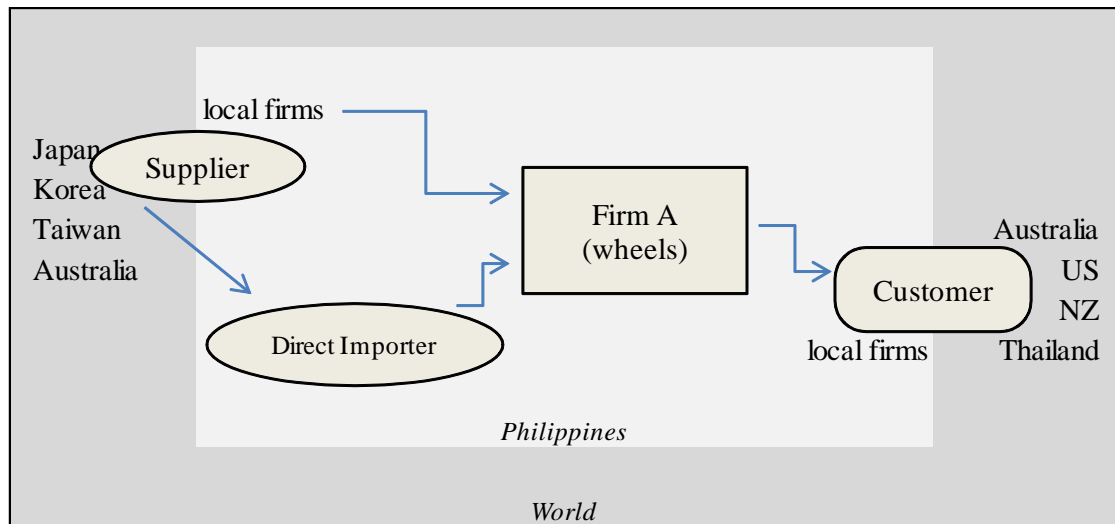 local firms
Japan
Korea
Taiwan
Australia
Supplier
Direct Importer
Firm A
(wheels)
Customer
local firms
Australia
US
NZ
Thailand
Philippines
World